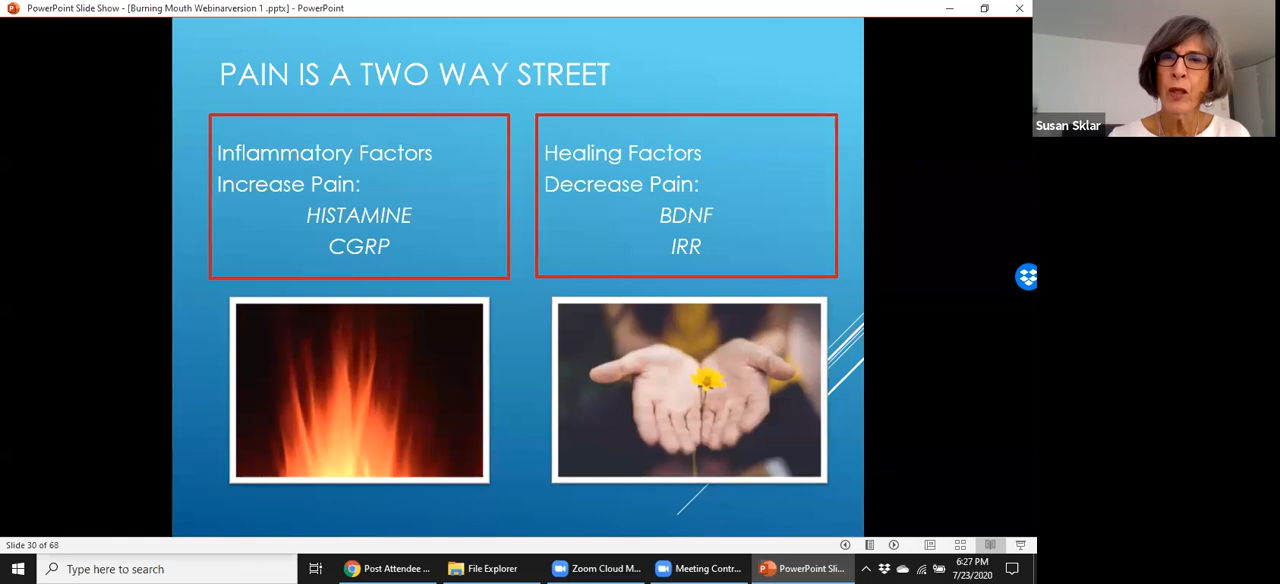 PowerPoint Slide Show - [Burning Mouth Webinarversion 1 .pptx] - PowerPoint
PAIN IS A TWO WAY STREET
Inflammatory Factors
Increase Pain:
HISTAMINE
CGRP
Healing Factors
Decrease Pain:
BDNF
IRR
Susan Sklar
Slide 30 of 68
Type here to search
Post Attendee ...
File Explorer
Zoom Cloud M...
Meeting Contr...
PowerPoint Sli...
6:27 PM
7/23/2020